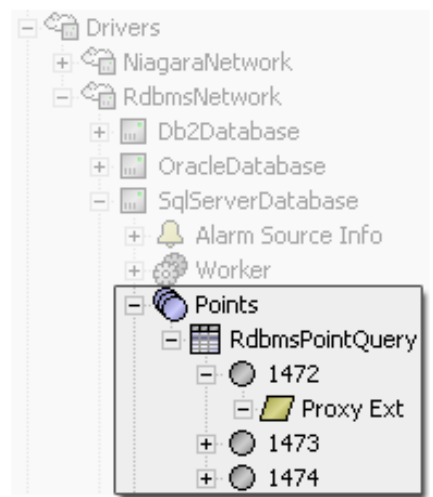 Drivers
NiagaraNetwork
RdbmsNetwork
Db2Database
OracleDatabase
SqlServerDatabase
Alarm Source Info
Worker
Points
RdbmsPointQuery
1472
Proxy Ext
1473
1474